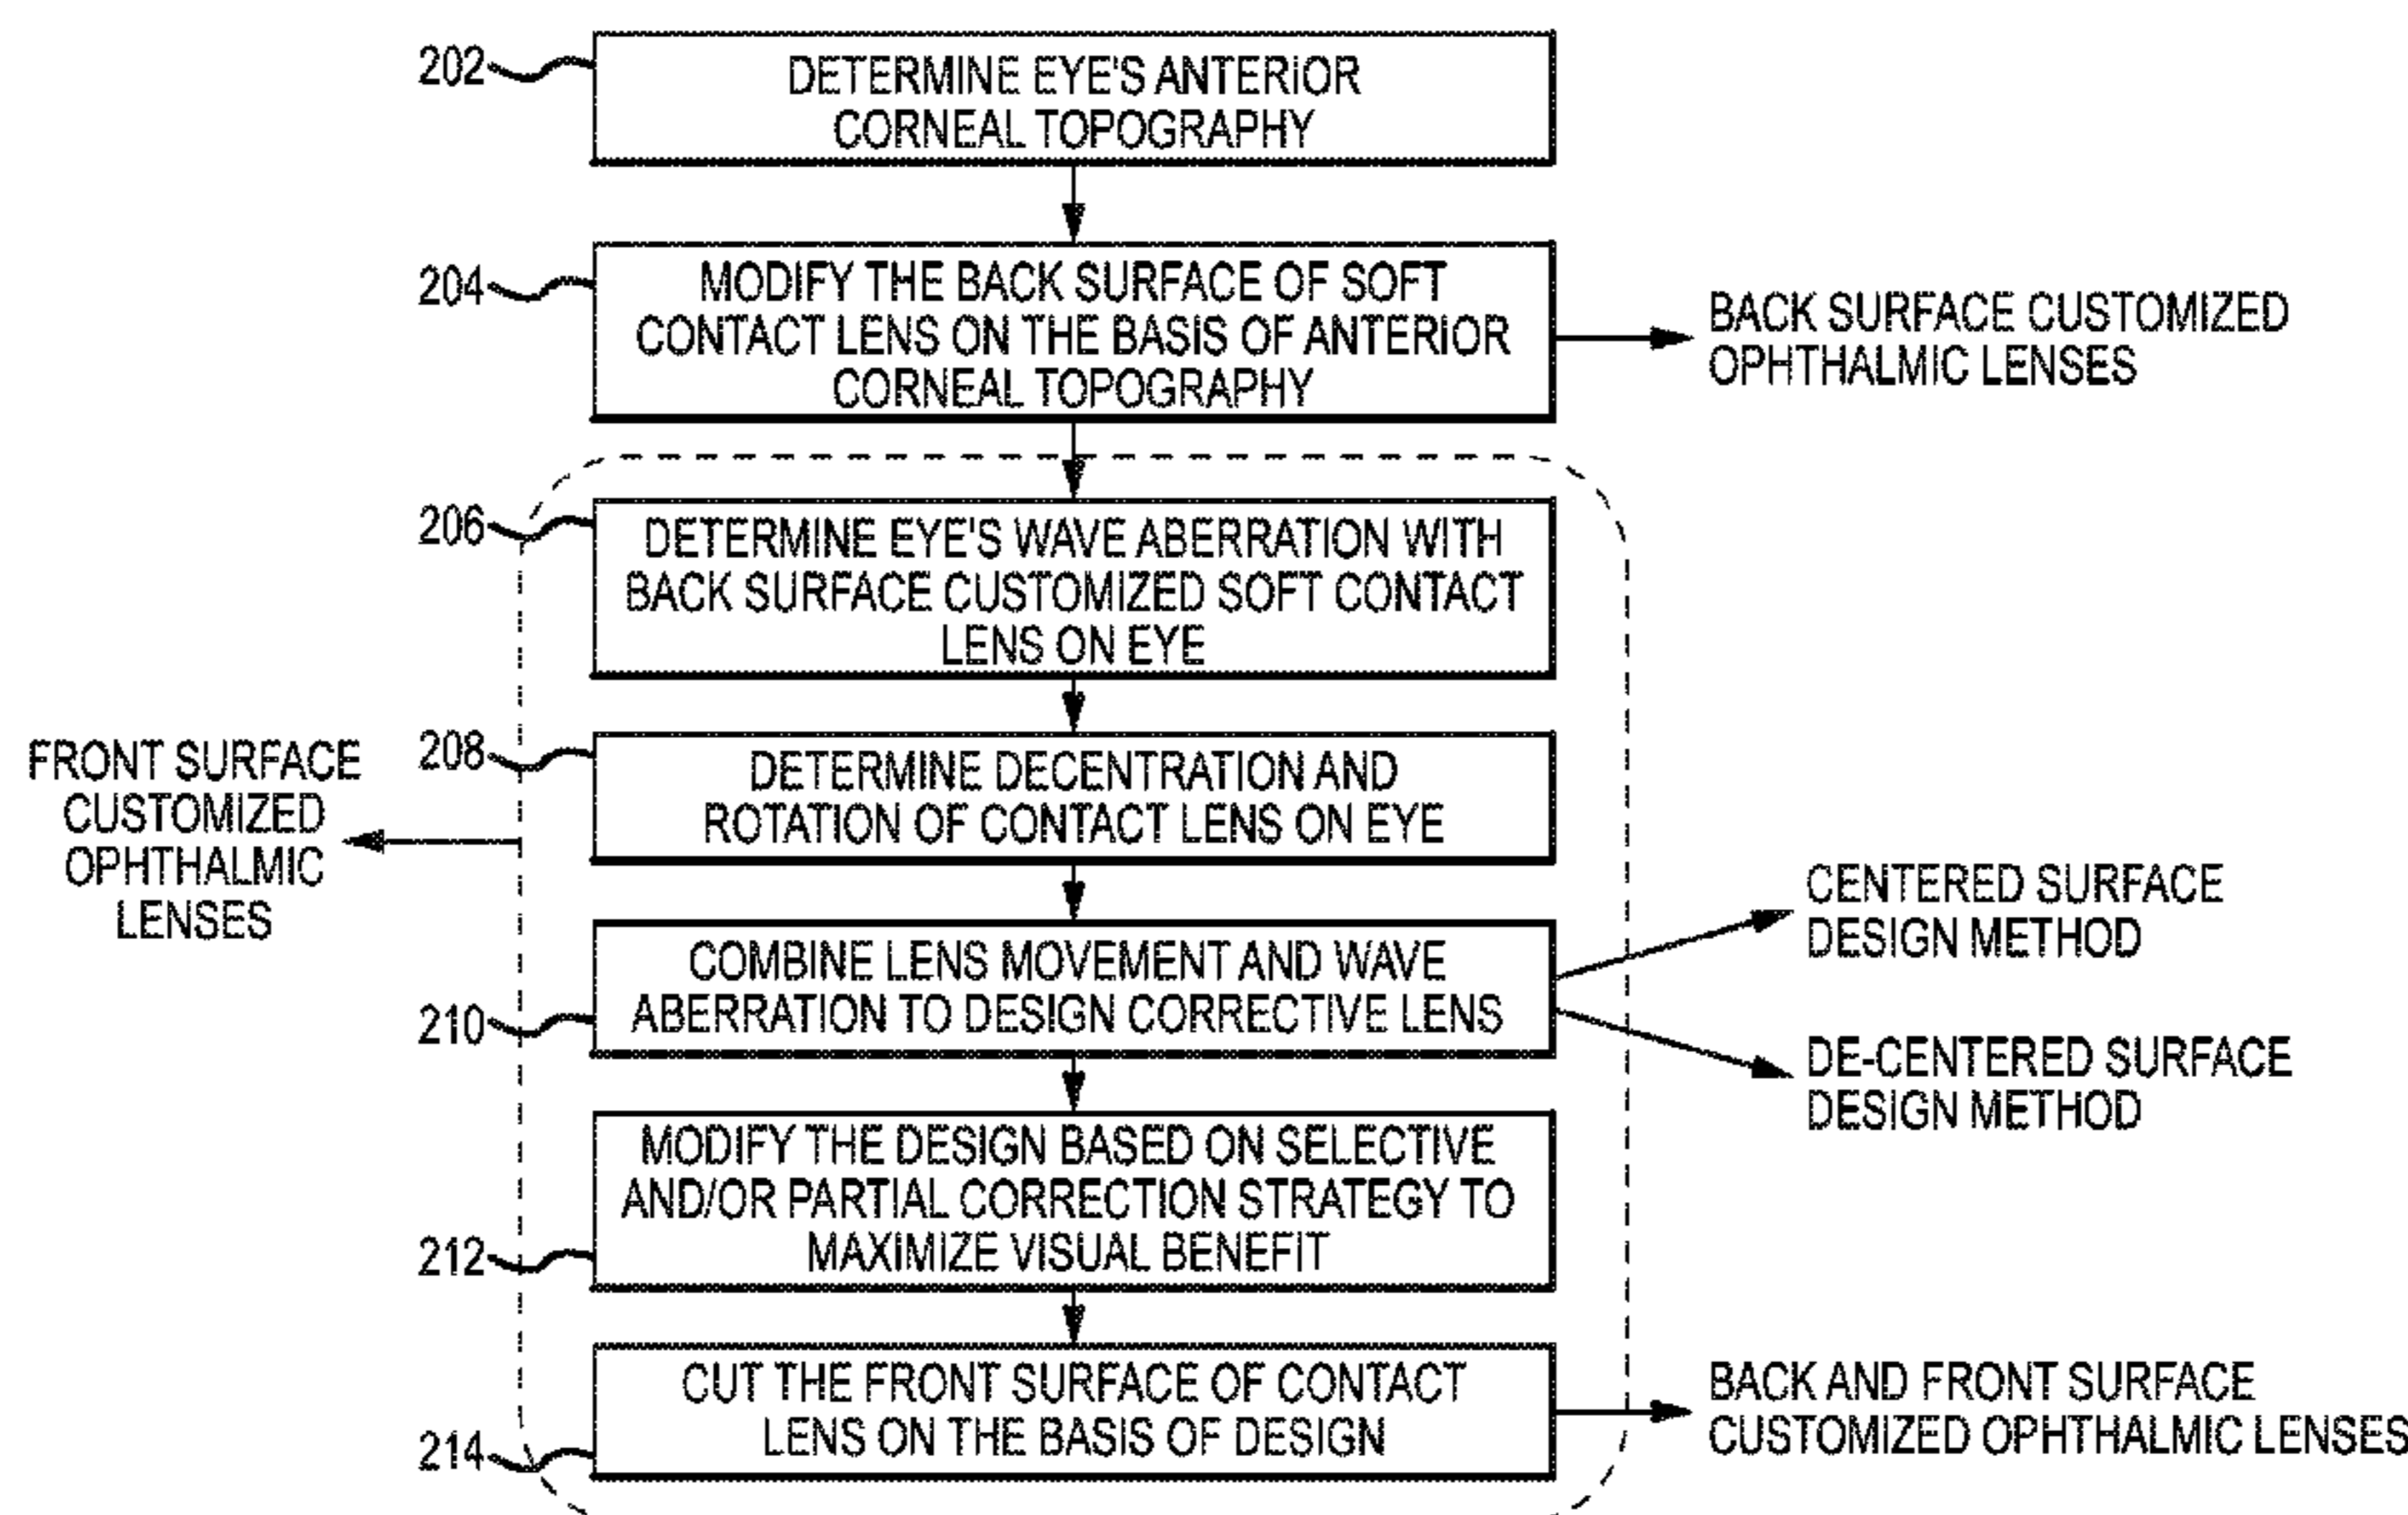 202
DETERMINE EYE'S ANTERIOR
CORNEAL TOPOGRAPHY
204
MODIFY THE BACK SURFACE OF SOFT
CONTACT LENS ON THE BASIS OF ANTERIOR
CORNEAL TOPOGRAPHY
BACK SURFACE CUSTOMIZED
OPHTHALMIC LENSES
206
DETERMINE EYE'S WAVE ABERRATION WITH
BACK SURFACE CUSTOMIZED SOFT CONTACT
LENS ON EYE
FRONT SURFACE
CUSTOMIZED
OPHTHALMIC
LENSES
208
DETERMINE DECENTRATION AND
ROTATION OF CONTACT LENS ON EYE
210
COMBINE LENS MOVEMENT AND WAVE
ABERRATION TO DESIGN CORRECTIVE LENS
CENTERED SURFACE
DESIGN METHOD
DE-CENTERED SURFACE
DESIGN METHOD
212
MODIFY THE DESIGN BASED ON SELECTIVE
AND/OR PARTIAL CORRECTION STRATEGY TO
MAXIMIZE VISUAL BENEFIT
214
CUT THE FRONT SURFACE OF CONTACT
LENS ON THE BASIS OF DESIGN
BACK AND FRONT SURFACE
CUSTOMIZED OPHTHALMIC LENSES